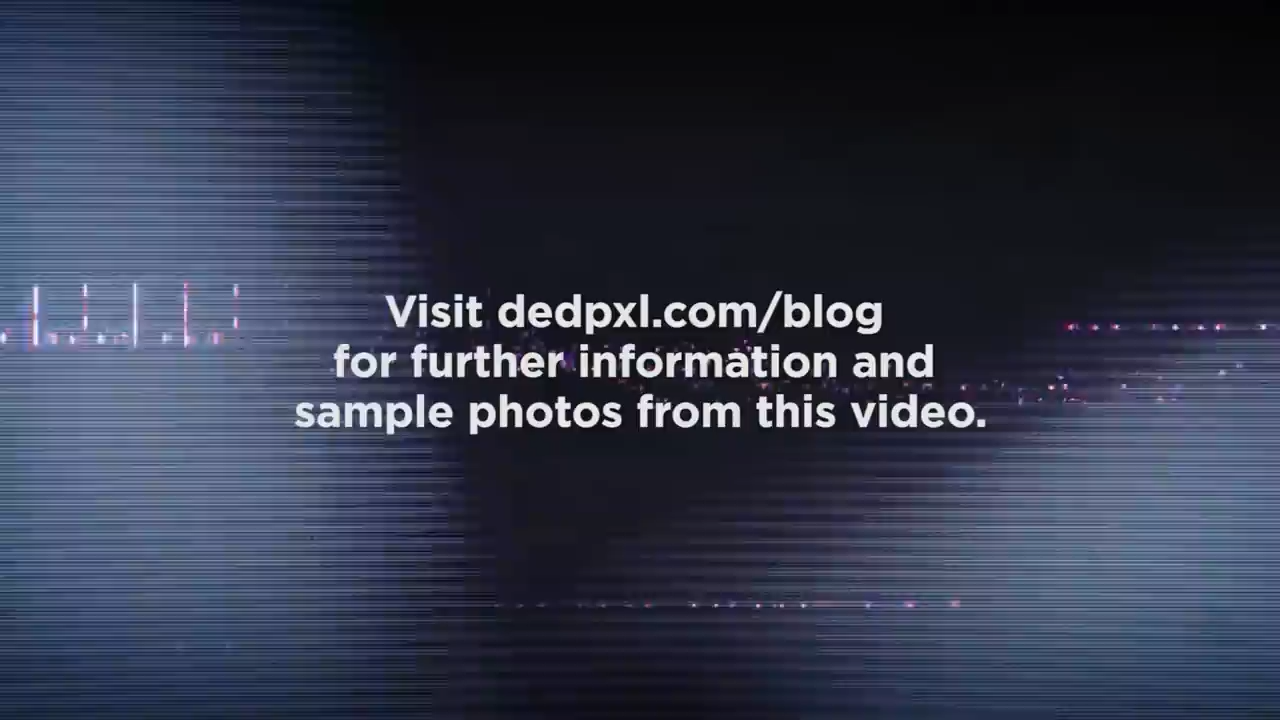 Visit dedpxl.com/blog
for further information and
sample photos from this video.